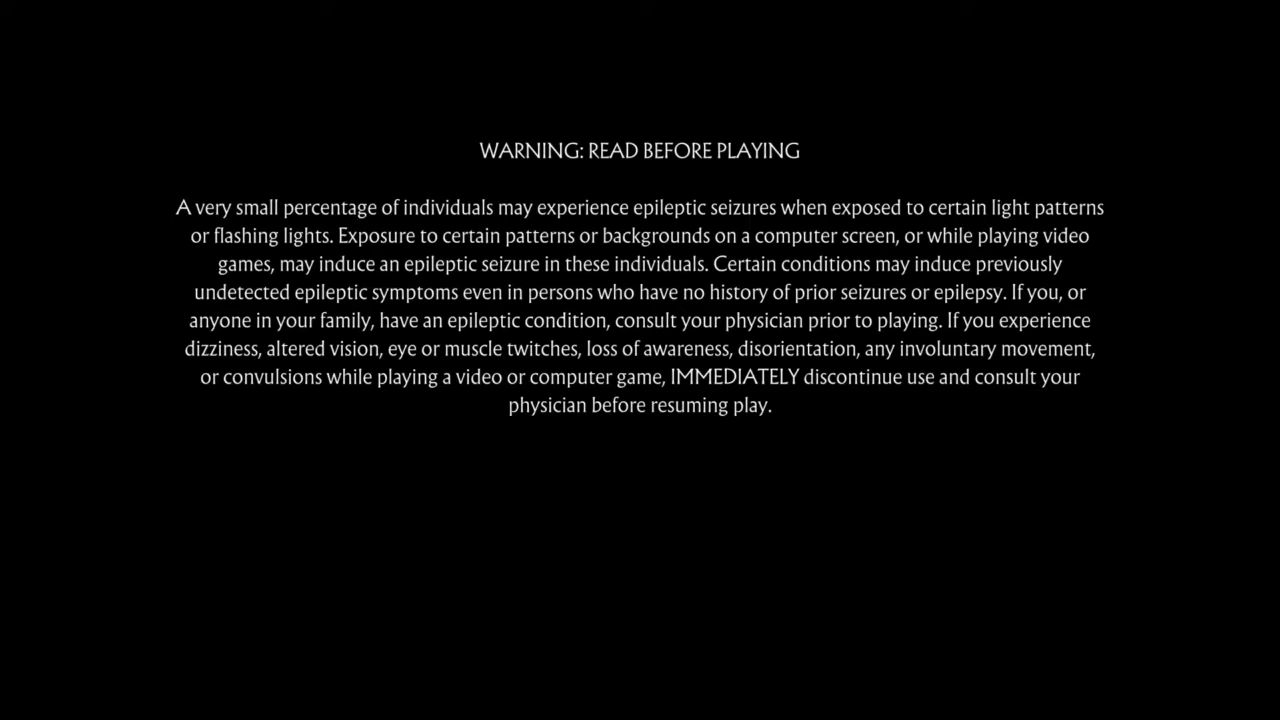 WARNING: READ BEFORE PLAYING
A very small percentage of individuals may experience epileptic seizures when exposed to certain light patterns
or flashing lights. Exposure to certain patterns or backgrounds on a computer screen, or while playing video
games, may induce an epileptic seizure in these individuals. Certain conditions may induce previously
undetected epileptic symptoms even in persons who have no history of prior seizures or epilepsy. If you, or
anyone in your family, have an epileptic condition, consult your physician prior to playing. If you experience
dizziness, altered vision, eye or muscle twitches, loss of awareness, disorientation, any involuntary movement,
or convulsions while playing a video or computer game, IMMEDIATELY discontinue use and consult your
physician before resuming play.